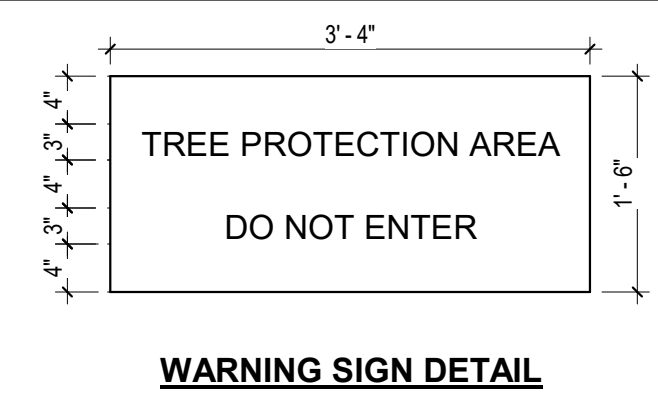 3' - 4"
4"
3"
4"
3"
4"
TREE PROTECTION AREA
DO NOT ENTER
1' - 6"
WARNING SIGN DETAIL